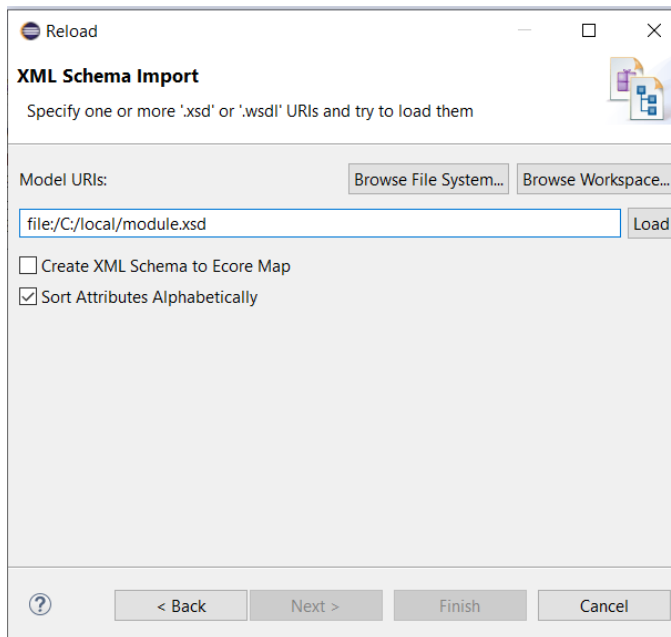 Reload
XML Schema Import
Specify one or more '.xsd' or '.wsdl' URIs and try to load them
Model URIs:
Browse File System...
Browse Workspace...
file:/C:/local/module.xsd
Load
Create XML Schema to Ecore Map
Sort Attributes Alphabetically
?
< Back
Next >
Finish
Cancel